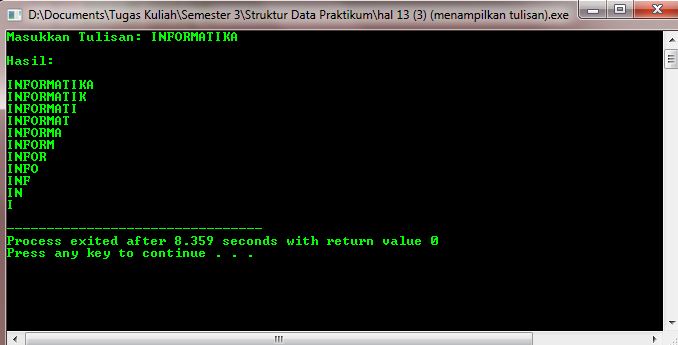 D:\Documents\Tugas Kuliah\Semester 3\Struktur Data Praktikum\hal 13 (3) (menampilkan tulisan).exe
Masukkan Tulisan: INFORMATIKA
Hasil:
INFORMATIKA
INFORMATIK
INFORMATI
INFORMAT
INFORMA
INFORM
INFOR
INFO
INF
IN
I
--------------------------------
Process exited after 8.359 seconds with return value 0
Press any key to continue . . .